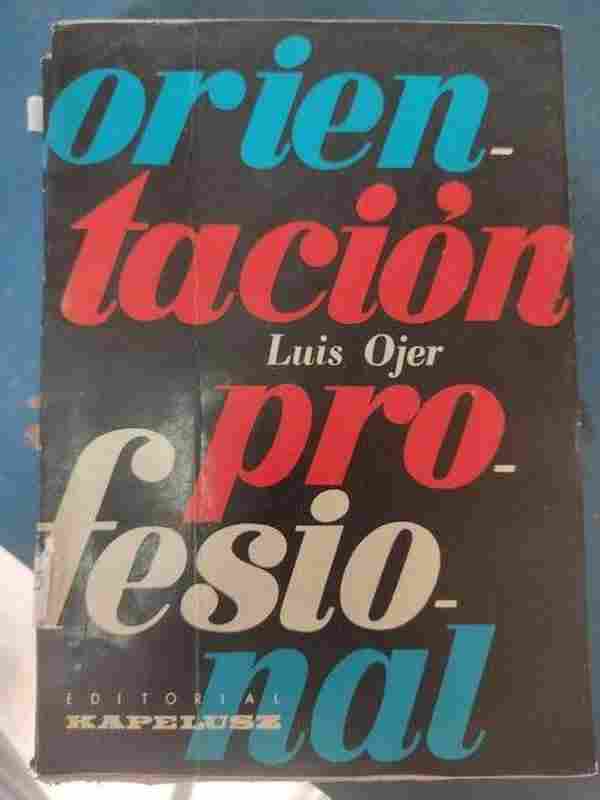 orien-
tación
Luis Ojer
pro-
fesio-
nal
EDITORIAL
KAPELUSZ